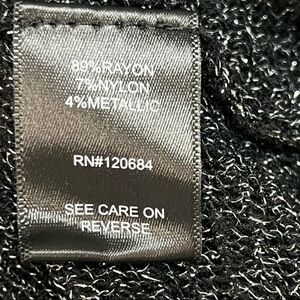 89%RAYON
7%NYLON
4%METALLIC
RN#120684
SEE CARE ON
REVERSE